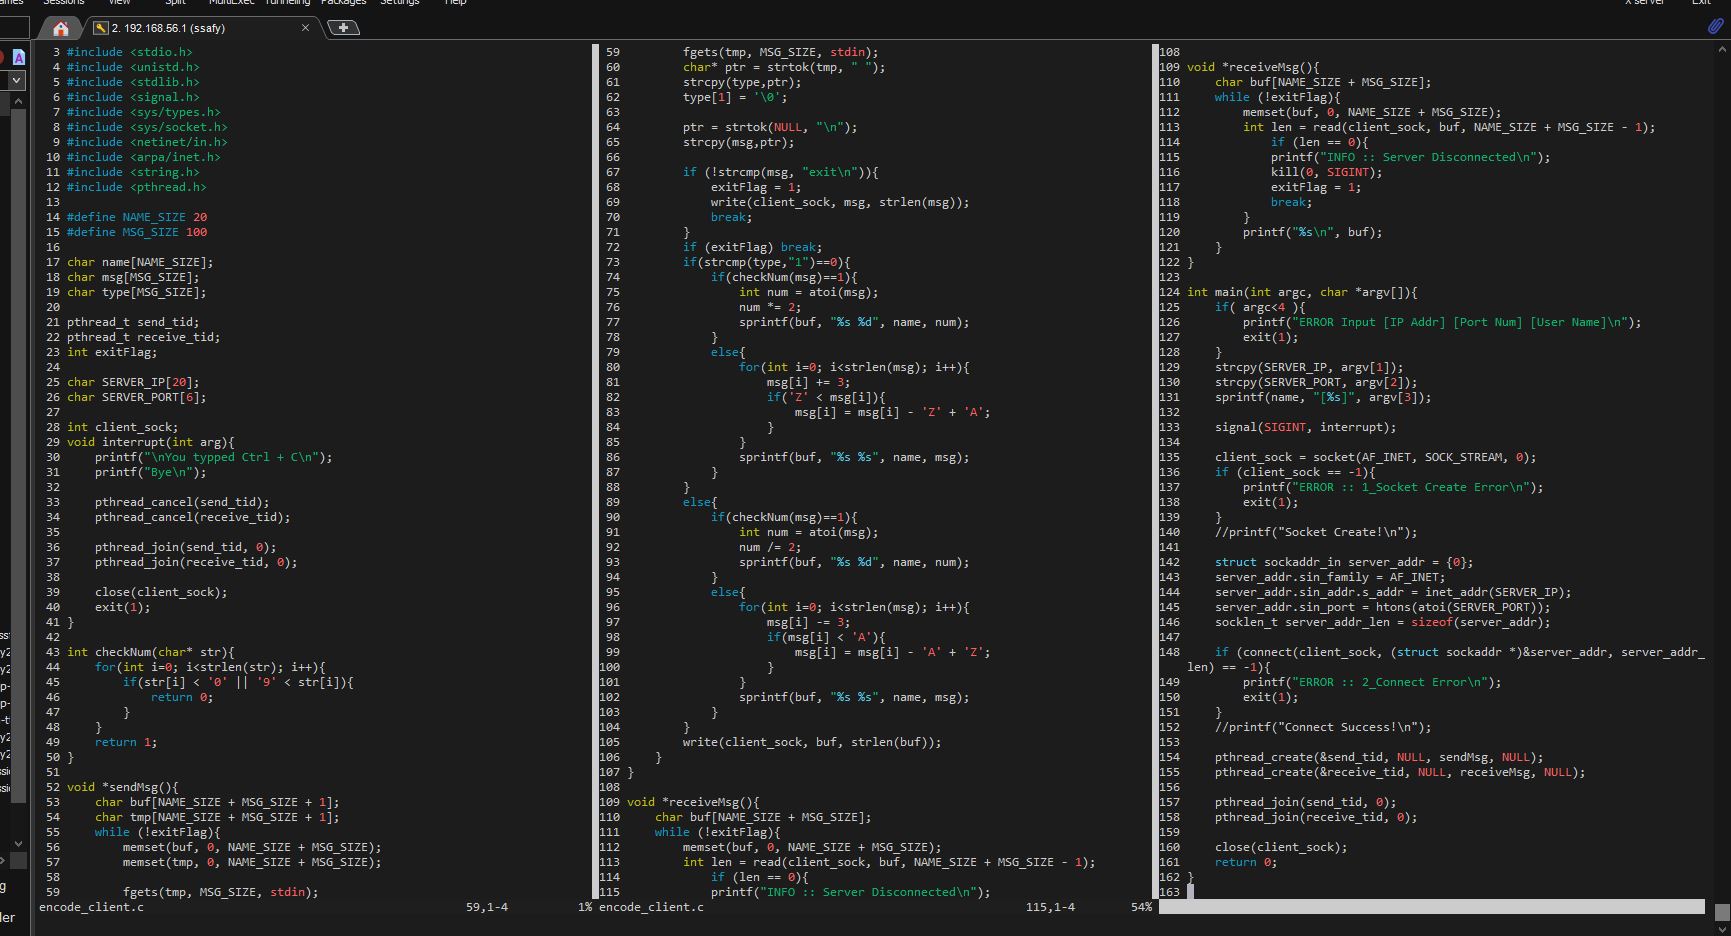 Sessions
View
Split
MultiExec
Tunneling
Packages
Settings
Help
X server
Exit
2. 192.168.56.1 (ssafy)
3 #include <stdio.h>
4 #include <unistd.h>
5 #include <stdlib.h>
6 #include <signal.h>
7 #include <sys/types.h>
8 #include <sys/socket.h>
9 #include <netinet/in.h>
10 #include <arpa/inet.h>
11 #include <string.h>
12 #include <pthread.h>
13
14 #define NAME_SIZE 20
15 #define MSG_SIZE 100
16
17 char name[NAME_SIZE];
18 char msg[MSG_SIZE];
19 char type[MSG_SIZE];
20
21 pthread_t send_tid;
22 pthread_t receive_tid;
23 int exitFlag;
24
25 char SERVER_IP[20];
26 char SERVER_PORT[6];
27
28 int client_sock;
29 void interrupt(int arg){
30     printf("\nYou typped Ctrl + C\n");
31     printf("Bye\n");
32
33     pthread_cancel(send_tid);
34     pthread_cancel(receive_tid);
35
36     pthread_join(send_tid, 0);
37     pthread_join(receive_tid, 0);
38
39     close(client_sock);
40     exit(1);
41 }
42
43 int checkNum(char* str){
44     for(int i=0; i<strlen(str); i++){
45         if(str[i] < '0' || '9' < str[i]){
46             return 0;
47         }
48     }
49     return 1;
50 }
51
52 void *sendMsg(){
53     char buf[NAME_SIZE + MSG_SIZE + 1];
54     char tmp[NAME_SIZE + MSG_SIZE + 1];
55     while (!exitFlag){
56         memset(buf, 0, NAME_SIZE + MSG_SIZE);
57         memset(tmp, 0, NAME_SIZE + MSG_SIZE);
58
59         fgets(tmp, MSG_SIZE, stdin);
encode_client.c 59,1-4 1%
59         fgets(tmp, MSG_SIZE, stdin);
60         char* ptr = strtok(tmp, " ");
61         strcpy(type,ptr);
62         type[1] = '\0';
63
64         ptr = strtok(NULL, "\n");
65         strcpy(msg,ptr);
66
67         if (!strcmp(msg, "exit\n")){
68             exitFlag = 1;
69             write(client_sock, msg, strlen(msg));
70             break;
71         }
72         if (exitFlag) break;
73         if(strcmp(type,"1")==0){
74             if(checkNum(msg)==1){
75                 int num = atoi(msg);
76                 num *= 2;
77                 sprintf(buf, "%s %d", name, num);
78             }
79             else{
80                 for(int i=0; i<strlen(msg); i++){
81                     msg[i] += 3;
82                     if('Z' < msg[i]){
83                         msg[i] = msg[i] - 'Z' + 'A';
84                     }
85                 }
86                 sprintf(buf, "%s %s", name, msg);
87             }
88         }
89         else{
90             if(checkNum(msg)==1){
91                 int num = atoi(msg);
92                 num /= 2;
93                 sprintf(buf, "%s %d", name, num);
94             }
95             else{
96                 for(int i=0; i<strlen(msg); i++){
97                     msg[i] -= 3;
98                     if(msg[i] < 'A'){
99                         msg[i] = msg[i] - 'A' + 'Z';
100                     }
101                 }
102                 sprintf(buf, "%s %s", name, msg);
103             }
104         }
105         write(client_sock, buf, strlen(buf));
106     }
107 }
108
109 void *receiveMsg(){
110     char buf[NAME_SIZE + MSG_SIZE];
111     while (!exitFlag){
112         memset(buf, 0, NAME_SIZE + MSG_SIZE);
113         int len = read(client_sock, buf, NAME_SIZE + MSG_SIZE - 1);
114             if (len == 0){
115             printf("INFO :: Server Disconnected\n");
encode_client.c 115,1-4 54%
108
109 void *receiveMsg(){
110     char buf[NAME_SIZE + MSG_SIZE];
111     while (!exitFlag){
112         memset(buf, 0, NAME_SIZE + MSG_SIZE);
113         int len = read(client_sock, buf, NAME_SIZE + MSG_SIZE - 1);
114             if (len == 0){
115             printf("INFO :: Server Disconnected\n");
116             kill(0, SIGINT);
117             exitFlag = 1;
118             break;
119         }
120         printf("%s\n", buf);
121     }
122 }
123
124 int main(int argc, char *argv[]){
125     if( argc<4 ){
126         printf("ERROR Input [IP Addr] [Port Num] [User Name]\n");
127         exit(1);
128     }
129     strcpy(SERVER_IP, argv[1]);
130     strcpy(SERVER_PORT, argv[2]);
131     sprintf(name, "[%s]", argv[3]);
132
133     signal(SIGINT, interrupt);
134
135     client_sock = socket(AF_INET, SOCK_STREAM, 0);
136     if (client_sock == -1){
137         printf("ERROR :: 1_Socket Create Error\n");
138         exit(1);
139     }
140     //printf("Socket Create!\n");
141
142     struct sockaddr_in server_addr = {0};
143     server_addr.sin_family = AF_INET;
144     server_addr.sin_addr.s_addr = inet_addr(SERVER_IP);
145     server_addr.sin_port = htons(atoi(SERVER_PORT));
146     socklen_t server_addr_len = sizeof(server_addr);
147
148     if (connect(client_sock, (struct sockaddr *)&server_addr, server_addr_
len) == -1){
149         printf("ERROR :: 2_Connect Error\n");
150         exit(1);
151     }
152     //printf("Connect Success!\n");
153
154     pthread_create(&send_tid, NULL, sendMsg, NULL);
155     pthread_create(&receive_tid, NULL, receiveMsg, NULL);
156
157     pthread_join(send_tid, 0);
158     pthread_join(receive_tid, 0);
159
160     close(client_sock);
161     return 0;
162 }
163